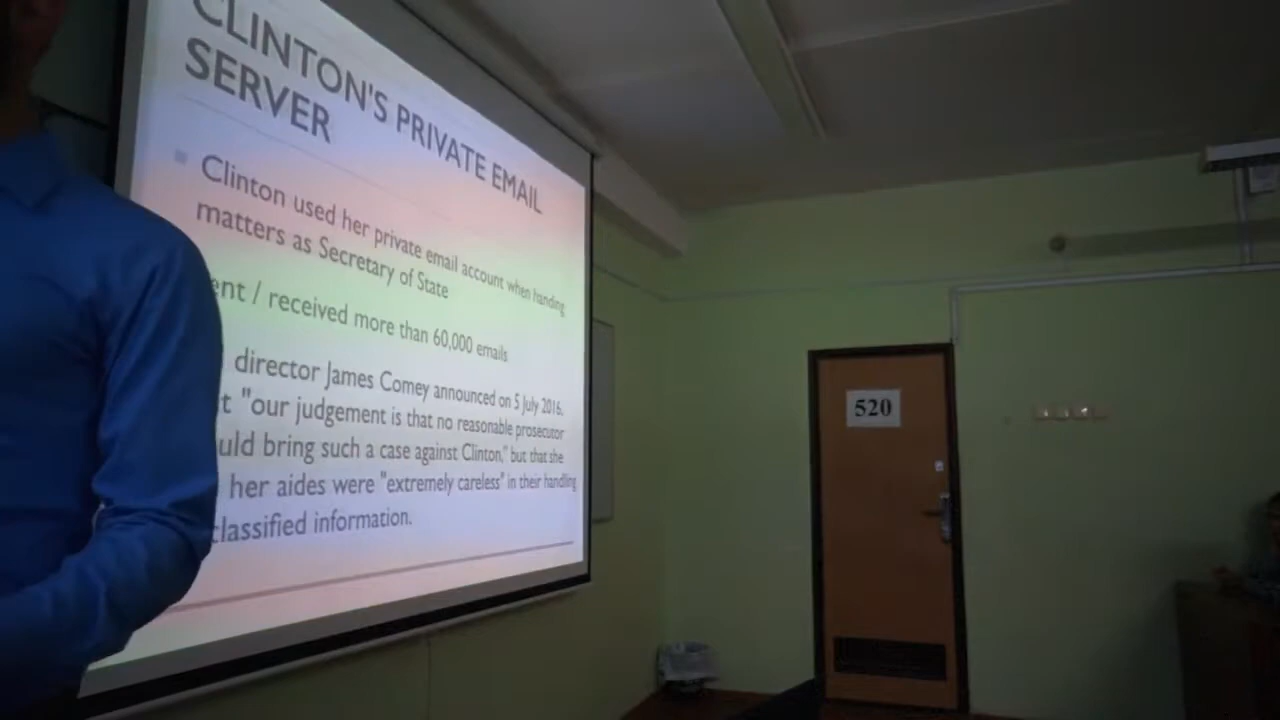 CLINTON'S PRIVATE EMAIL
SERVER
Clinton used her private email account when handing
matters as Secretary of State
ent / received more than 60,000 emails
director James Comey announced on 5 July 2016,
t "our judgement is that no reasonable prosecutor
uld bring such a case against Clinton," but that she
her aides were "extremely careless" in their handling
classified information.
520